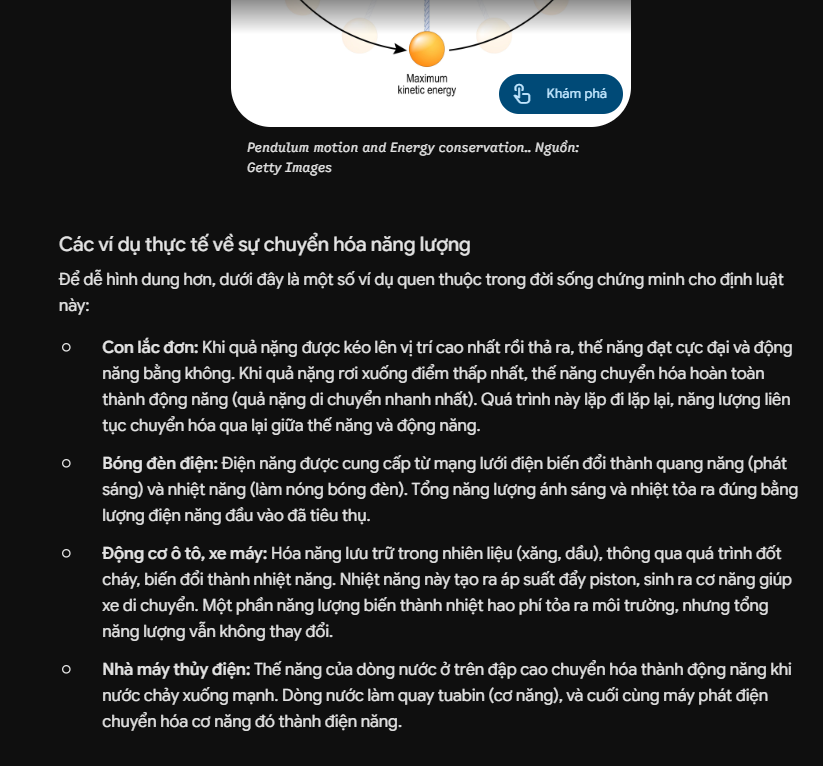 Maximum
kinetic energy
Khám phá
Pendulum motion and Energy conservation.. Nguồn:
Getty Images
Các ví dụ thực tế về sự chuyển hóa năng lượng
Để dễ hình dung hơn, dưới đây là một số ví dụ quen thuộc trong đời sống chứng minh cho định luật
này:
Con lắc đơn: Khi quả nặng được kéo lên vị trí cao nhất rồi thả ra, thế năng đạt cực đại và động
năng bằng không. Khi quả nặng rơi xuống điểm thấp nhất, thế năng chuyển hóa hoàn toàn
thành động năng (quả nặng di chuyển nhanh nhất). Quá trình này lặp đi lặp lại, năng lượng liên
tục chuyển hóa qua lại giữa thế năng và động năng.
Bóng đèn điện: Điện năng được cung cấp từ mạng lưới điện biến đổi thành quang năng (phát
sáng) và nhiệt năng (làm nóng bóng đèn). Tổng năng lượng ánh sáng và nhiệt tỏa ra đúng bằng
lượng điện năng đầu vào đã tiêu thụ.
Động cơ ô tô, xe máy: Hóa năng lưu trữ trong nhiên liệu (xăng, dầu), thông qua quá trình đốt
cháy, biến đổi thành nhiệt năng. Nhiệt năng này tạo ra áp suất đẩy piston, sinh ra cơ năng giúp
xe di chuyển. Một phần năng lượng biến thành nhiệt hao phí tỏa ra môi trường, nhưng tổng
năng lượng vẫn không thay đổi.
Nhà máy thủy điện: Thế năng của dòng nước ở trên đập cao chuyển hóa thành động năng khi
nước chảy xuống mạnh. Dòng nước làm quay tuabin (cơ năng), và cuối cùng máy phát điện
chuyển hóa cơ năng đó thành điện năng.